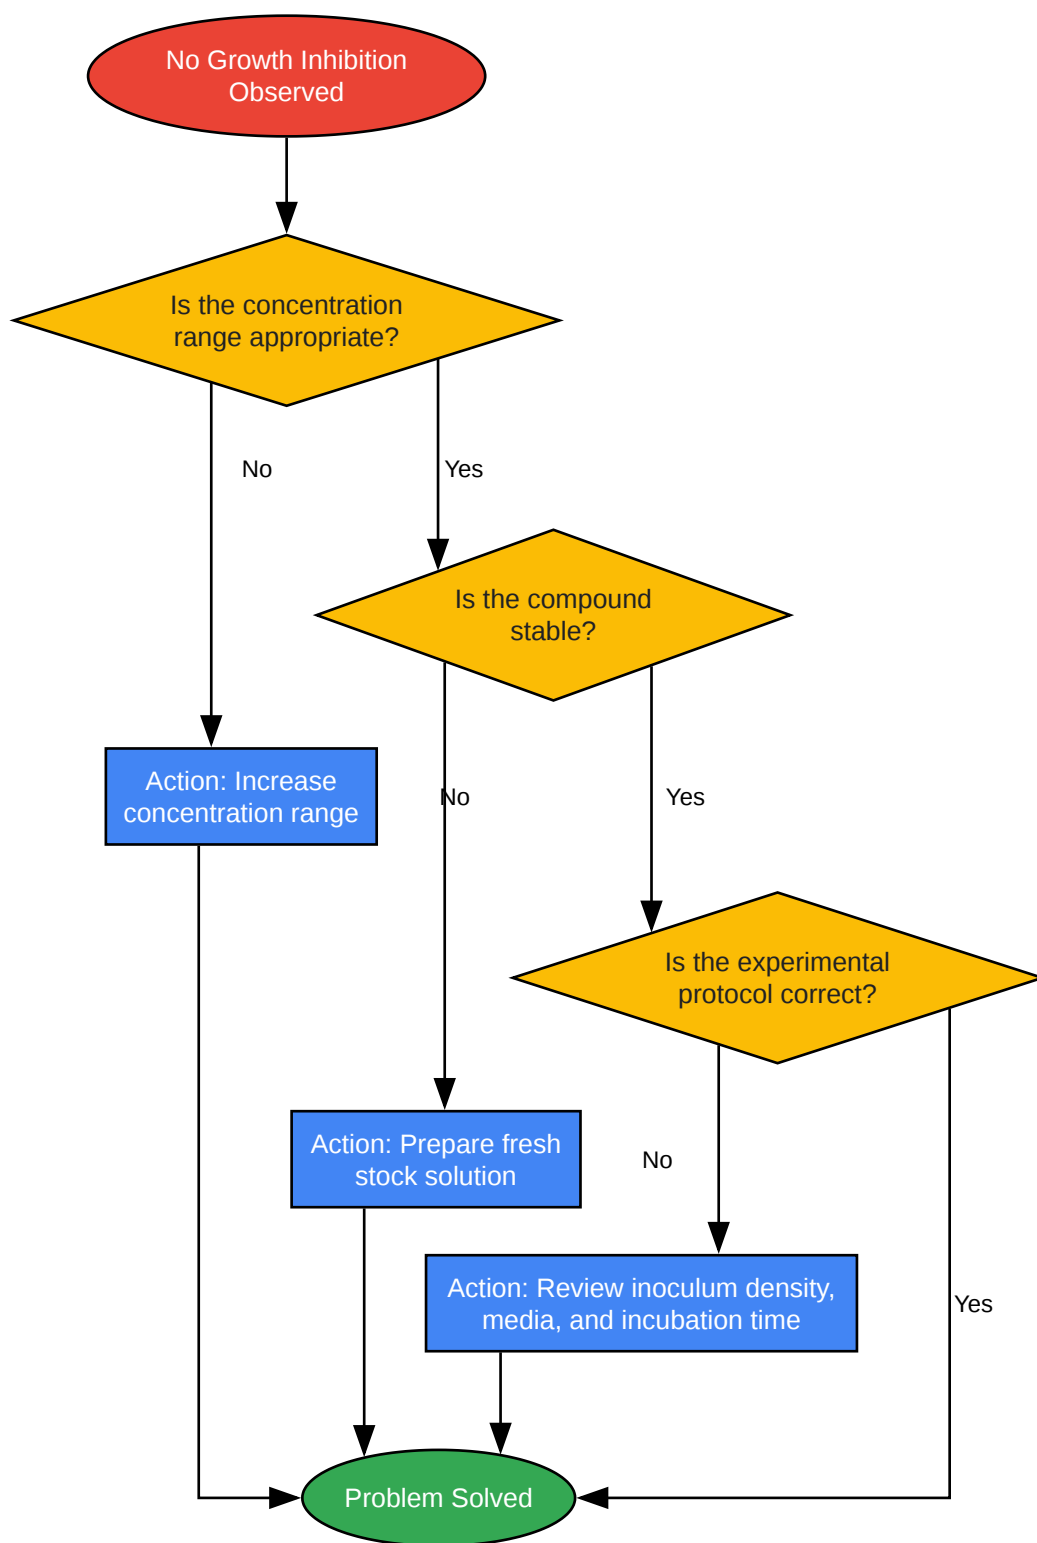 No Growth Inhibition
Observed
Is the concentration
range appropriate?
No
Yes
Is the compound
stable?
Action: Increase
concentration range
No
Yes
Is the experimental
protocol correct?
Action: Prepare fresh
stock solution
No
Action: Review inoculum density,
media, and incubation time
Yes
Problem Solved